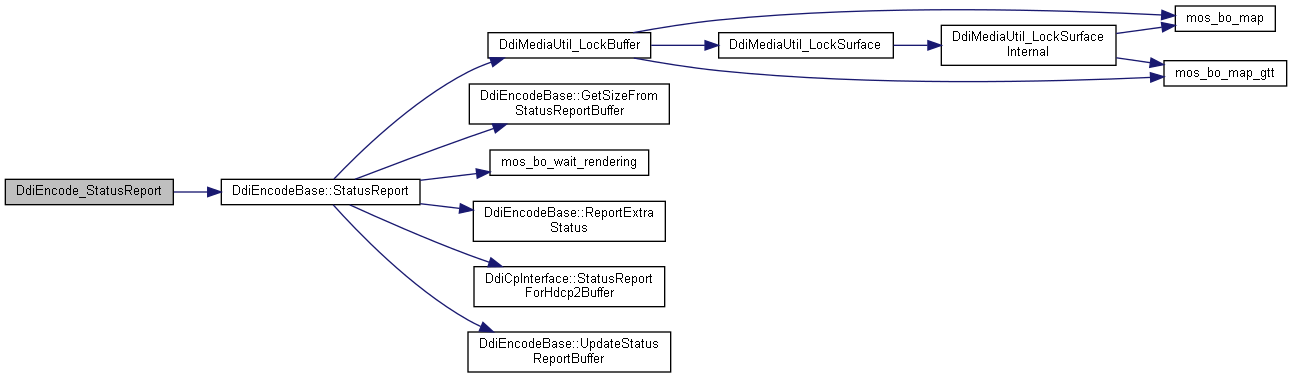 DdiEncode_StatusReport
DdiEncodeBase::StatusReport
DdiMediaUtil_LockBuffer
DdiMediaUtil_LockSurface
DdiMediaUtil_LockSurface
Internal
mos_bo_map
mos_bo_map_gtt
DdiEncodeBase::GetSizeFrom
StatusReportBuffer
mos_bo_wait_rendering
DdiEncodeBase::ReportExtra
Status
DdiCpInterface::StatusReport
ForHdcp2Buffer
DdiEncodeBase::UpdateStatus
ReportBuffer